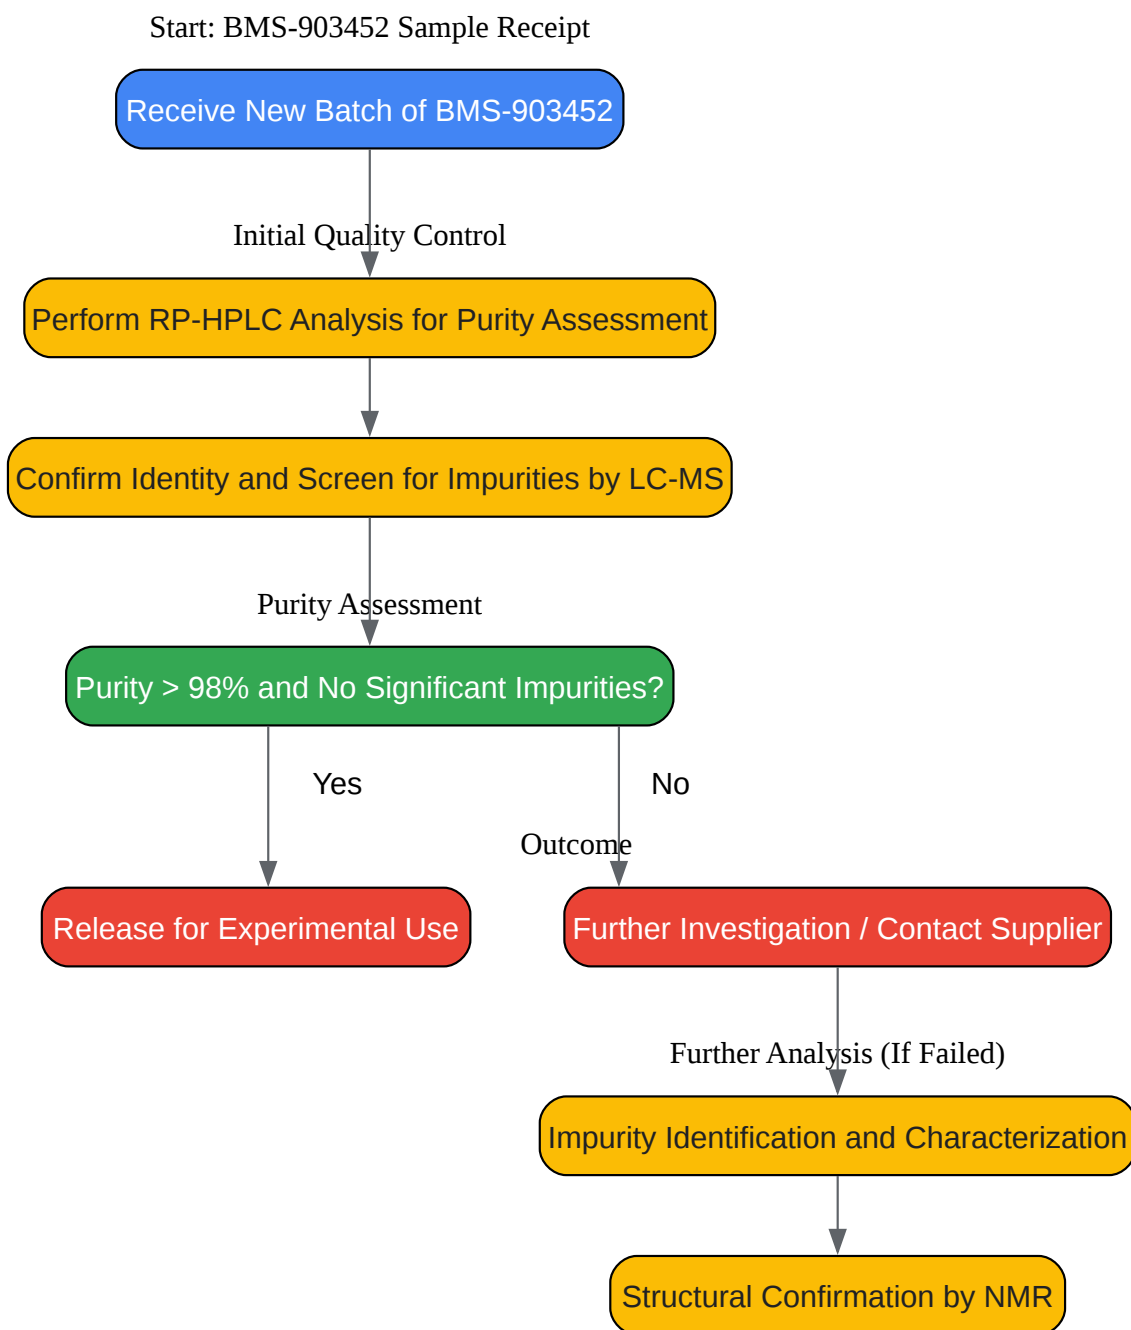 Start: BMS-903452 Sample Receipt
Receive New Batch of BMS-903452
Initial Quality Control
Perform RP-HPLC Analysis for Purity Assessment
Confirm Identity and Screen for Impurities by LC-MS
Purity Assessment
Purity > 98% and No Significant Impurities?
Yes
No
Outcome
Release for Experimental Use
Further Investigation / Contact Supplier
Further Analysis (If Failed)
Impurity Identification and Characterization
Structural Confirmation by NMR